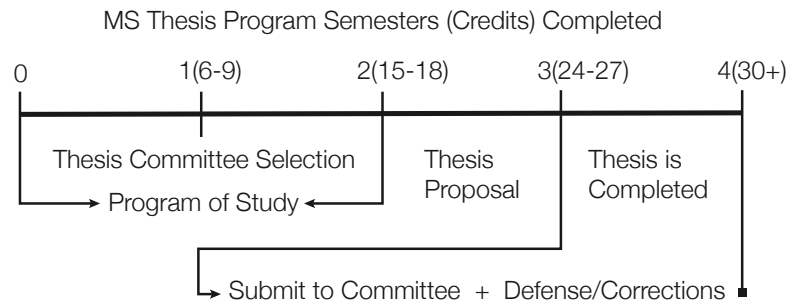 MS Thesis Program Semesters (Credits) Completed
0 1(6-9) 2(15-18) 3(24-27) 4(30+)
Thesis Committee Selection
Thesis
Proposal
Thesis is
Completed
Program of Study
Submit to Committee + Defense/Corrections